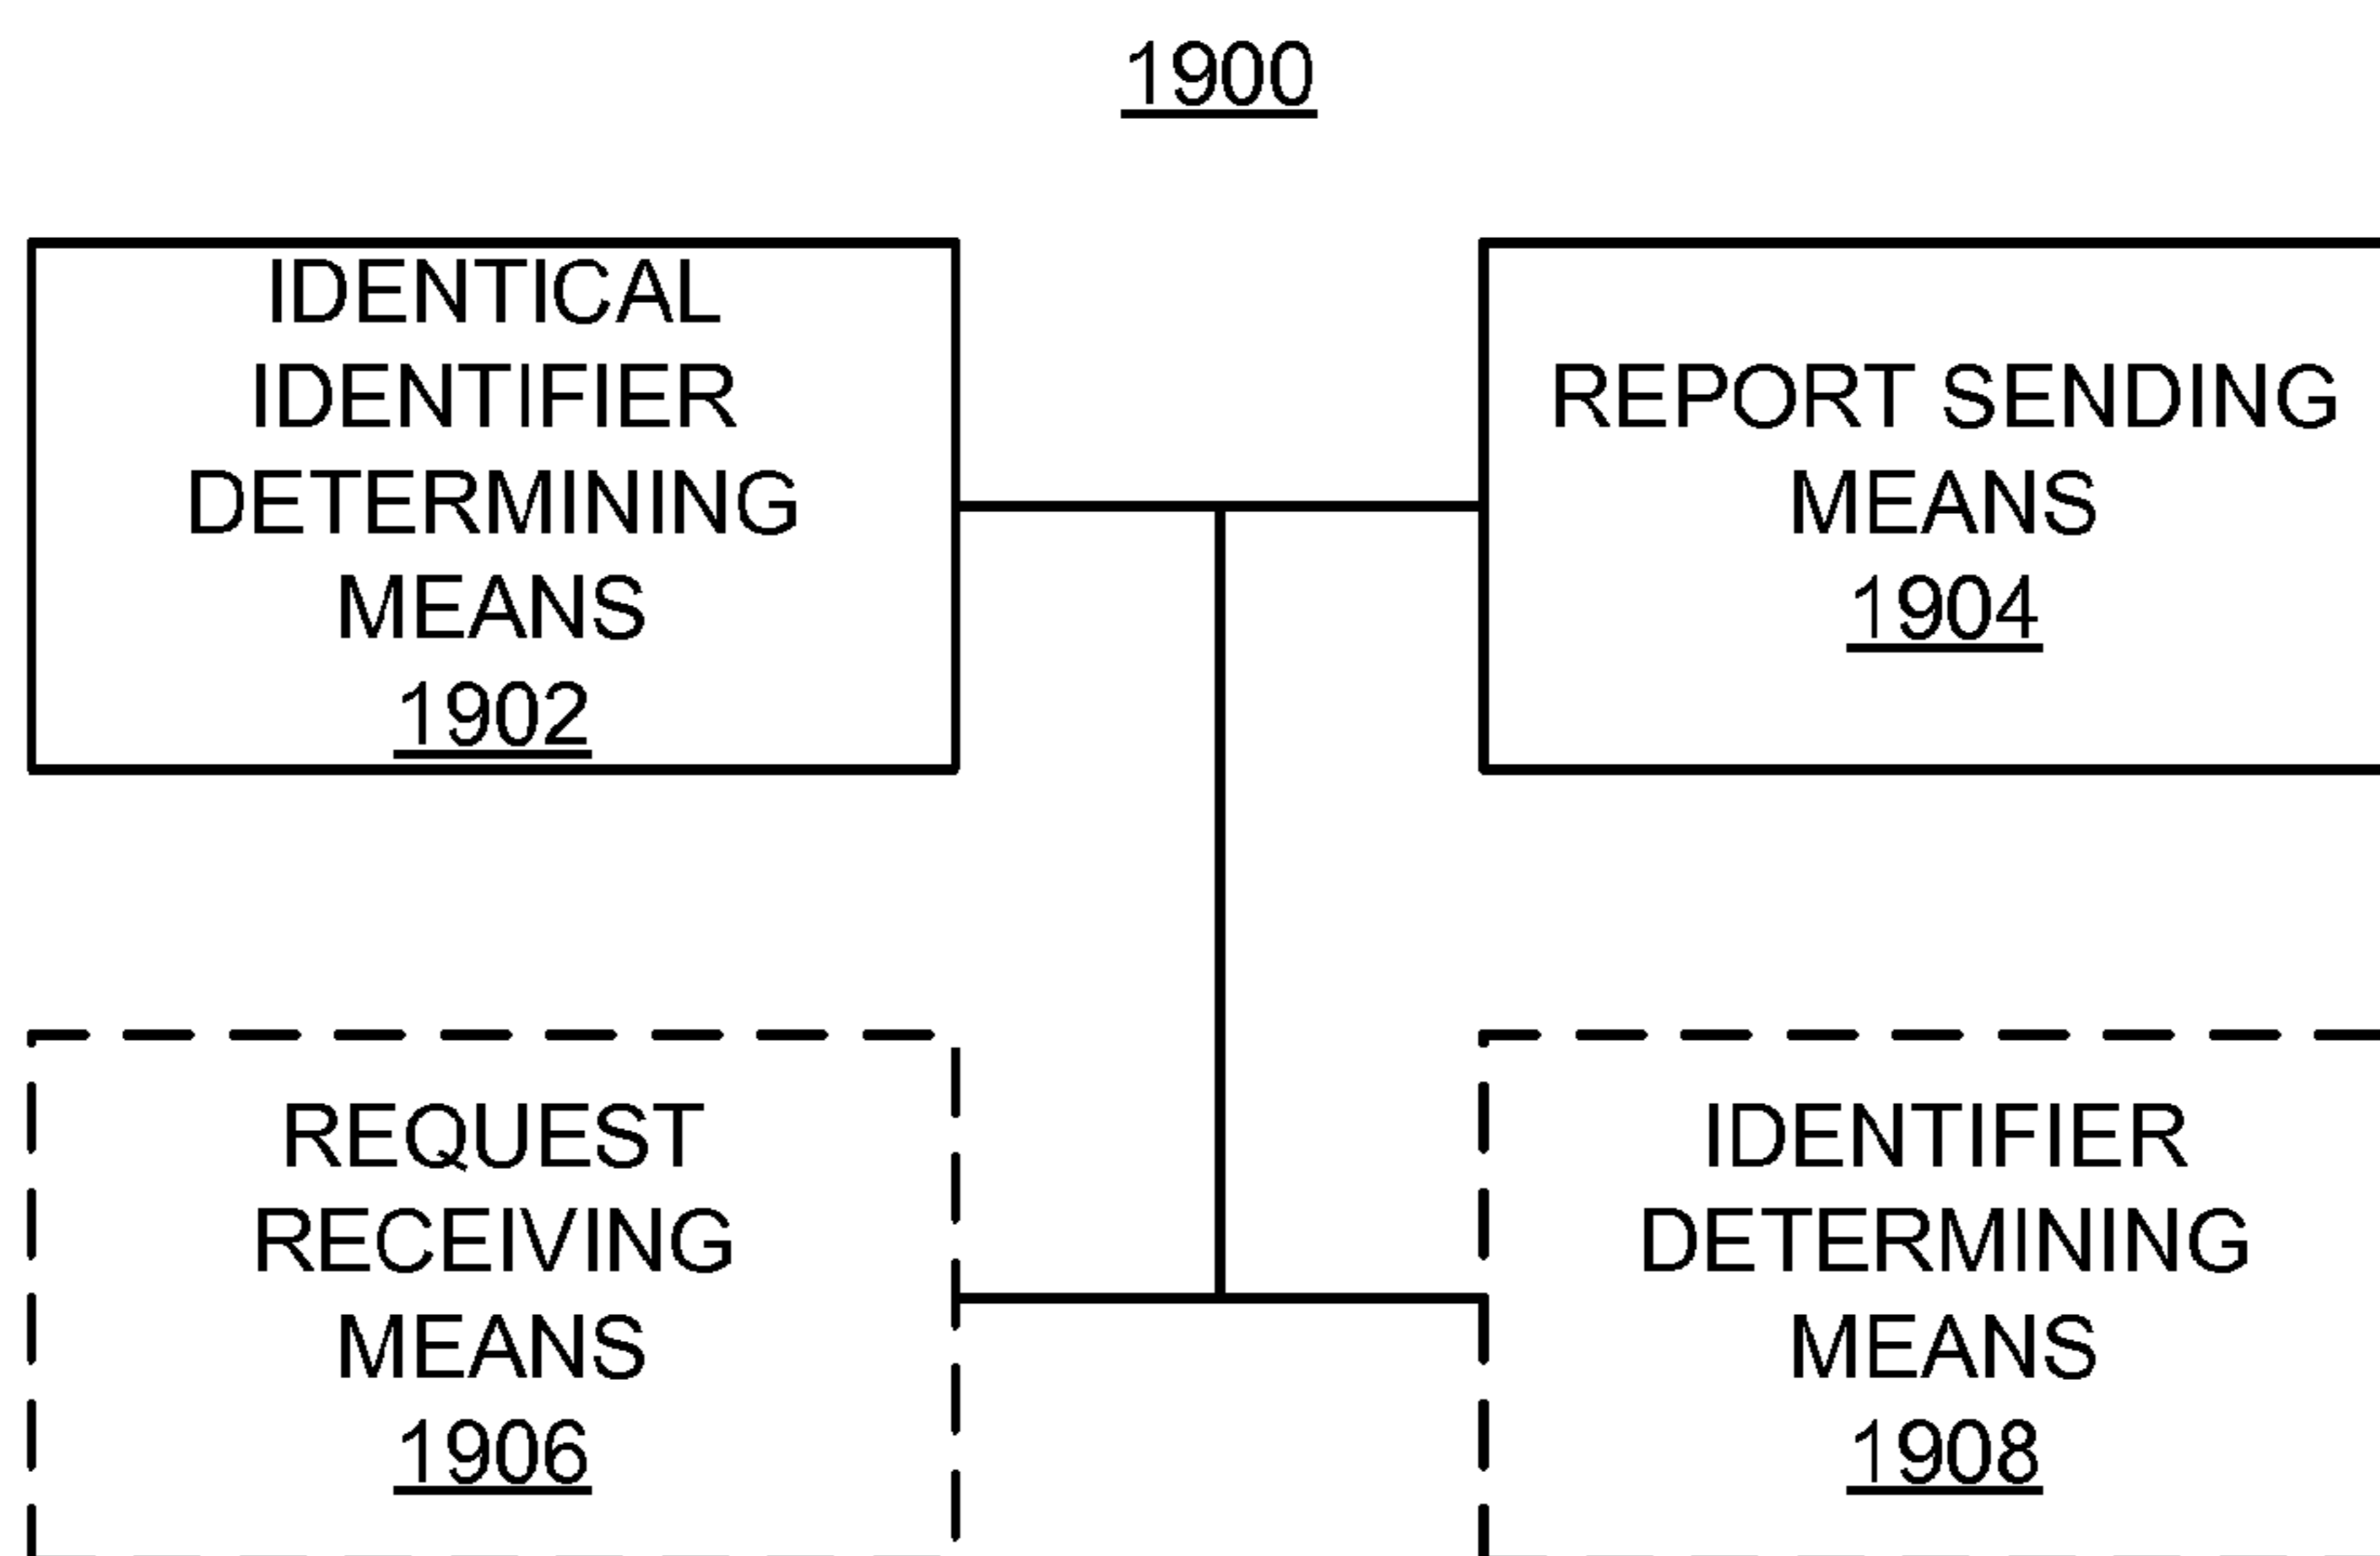 1900
IDENTICAL
IDENTIFIER
DETERMINING
MEANS
1902
REPORT SENDING
MEANS
1904
REQUEST
RECEIVING
MEANS
1906
IDENTIFIER
DETERMINING
MEANS
1908